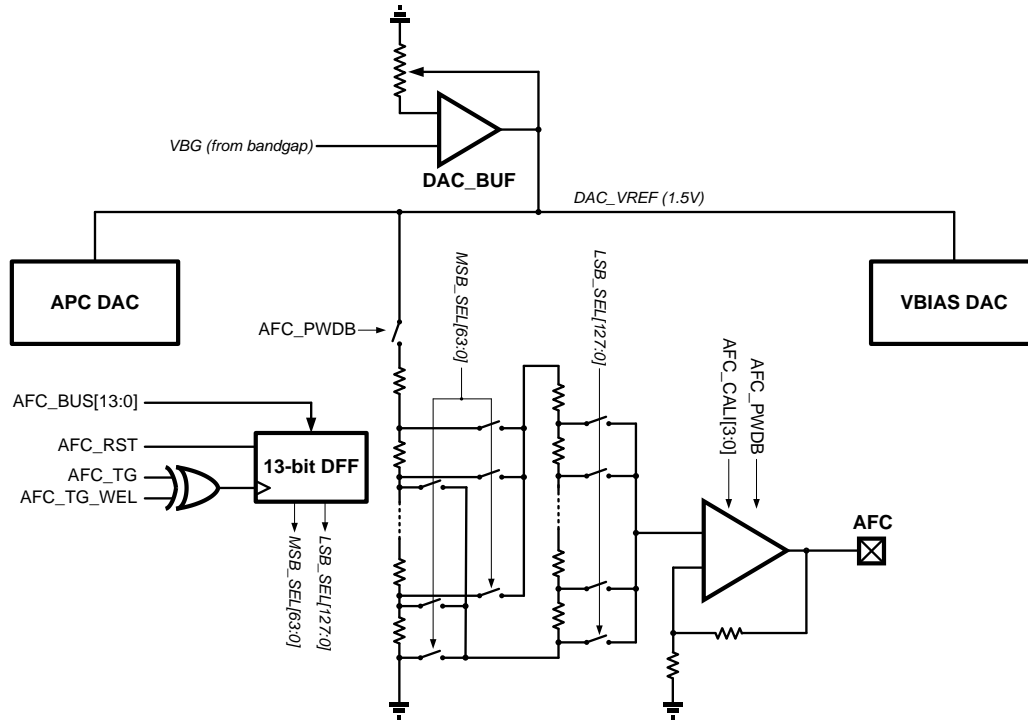 VBG (from bandgap)
DAC_BUF
DAC_VREF (1.5V)
APC DAC
VBIAS DAC
MSB_SEL[63:0]
LSB_SEL[127:0]
AFC_PWDB
AFC_CALI[3:0]
AFC_PWDB
AFC_BUS[13:0]
AFC_RST
AFC_TG
AFC_TG_WEL
13-bit DFF
MSB_SEL[63:0]
LSB_SEL[127:0]
AFC